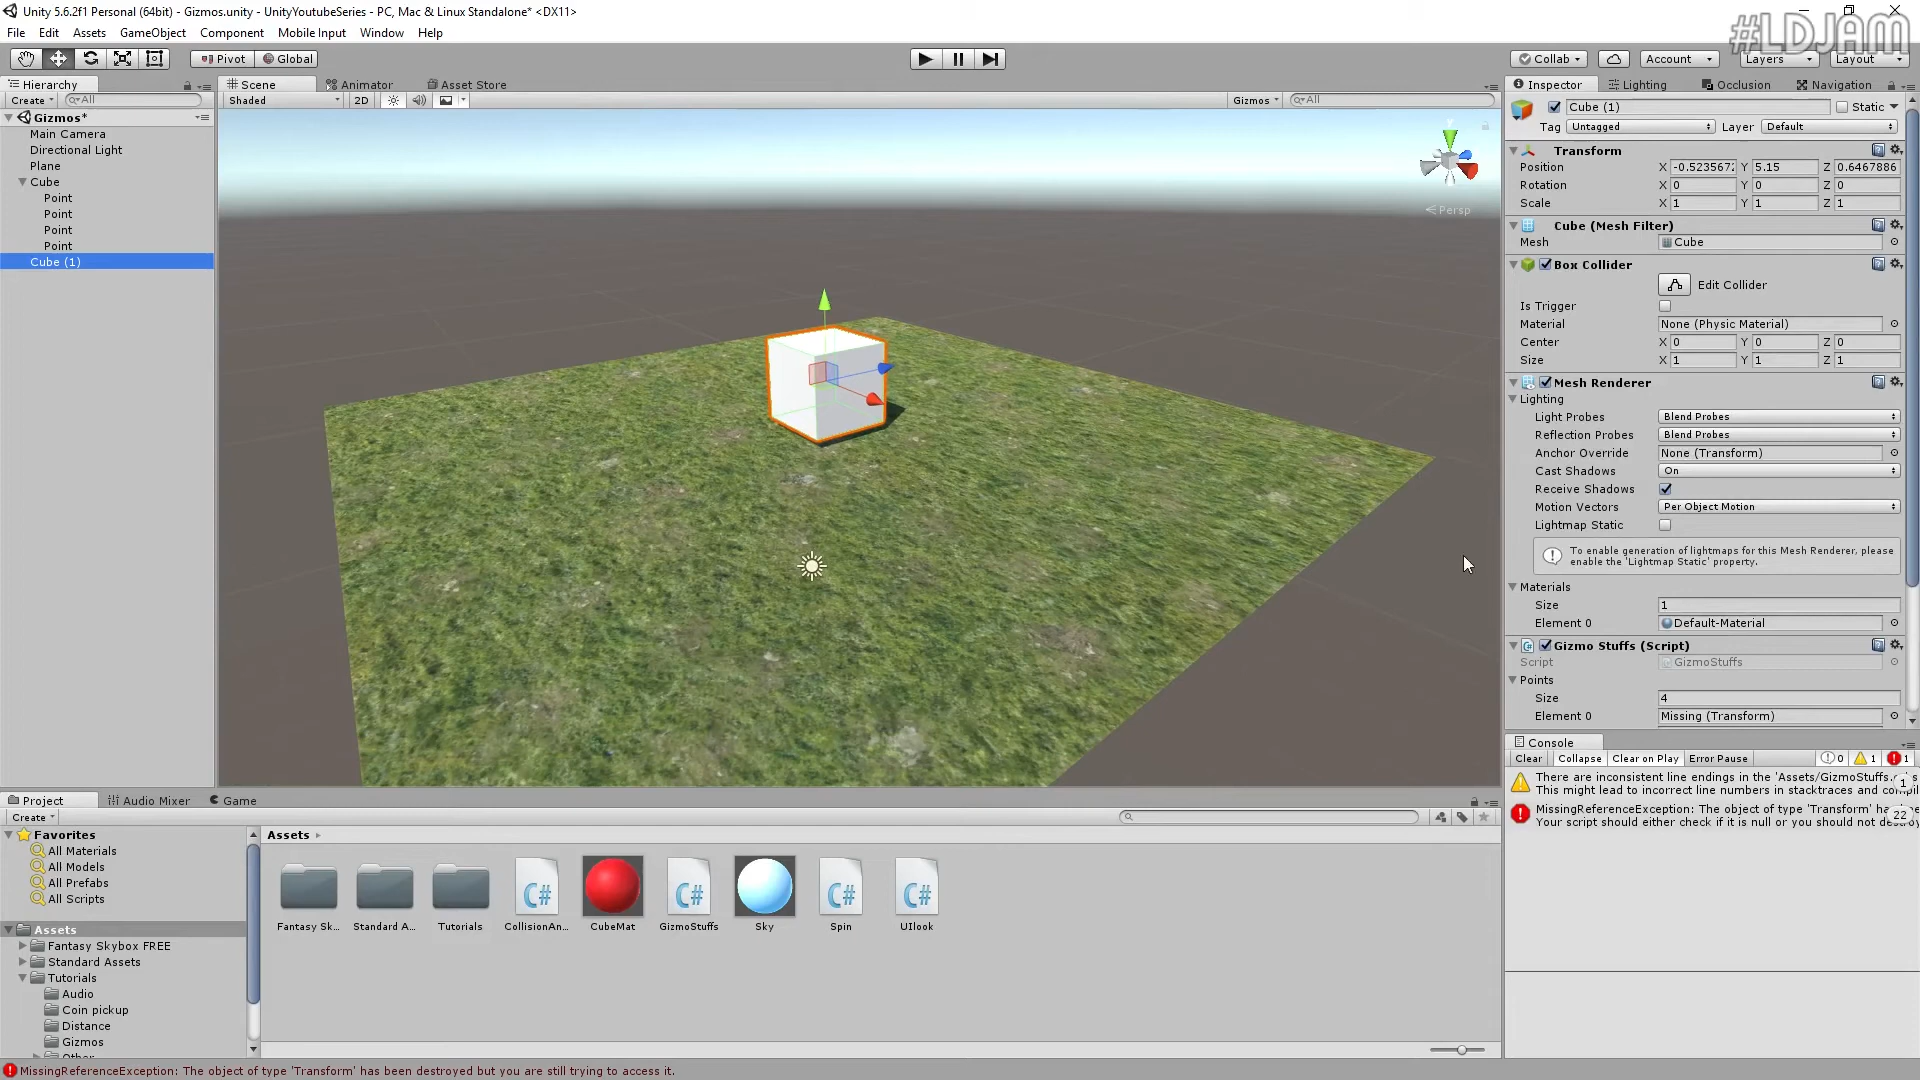 Unity 5.6.2f1 Personal (64bit) - Gizmos.unity - UnityYoutubeSeries - PC, Mac & Linux Standalone* <DX11>
#LDJAM
File Edit Assets GameObject Component Mobile Input Window Help
Pivot Global
Collab Account Layers Layout
Hierarchy
Create All
Gizmos*
Main Camera
Directional Light
Plane
Cube
Point
Point
Point
Point
Cube (1)
Scene Animator Asset Store
Shaded 2D Gizmos All
y
Persp
Inspector Lighting Occlusion Navigation
Cube (1) Static
Tag Untagged Layer Default
Transform
Position X -0.523567 Y 5.15 Z 0.6467886
Rotation X 0 Y 0 Z 0
Scale X 1 Y 1 Z 1
Cube (Mesh Filter)
Mesh Cube
Box Collider
Edit Collider
Is Trigger
Material None (Physic Material)
Center X 0 Y 0 Z 0
Size X 1 Y 1 Z 1
Mesh Renderer
Lighting
Light Probes Blend Probes
Reflection Probes Blend Probes
Anchor Override None (Transform)
Cast Shadows On
Receive Shadows
Motion Vectors Per Object Motion
Lightmap Static
To enable generation of lightmaps for this Mesh Renderer, please
enable the 'Lightmap Static' property.
Materials
Size 1
Element 0 Default-Material
Gizmo Stuffs (Script)
Script GizmoStuffs
Points
Size 4
Element 0 Missing (Transform)
Console
Clear Collapse Clear on Play Error Pause 0 1 1
There are inconsistent line endings in the 'Assets/GizmoStuffs. 1
This might lead to incorrect line numbers in stacktraces and compil
MissingReferenceException: The object of type 'Transform' has 22
Your script should either check if it is null or you should not destroy
Project Audio Mixer Game
Create
Favorites
All Materials
All Models
All Prefabs
All Scripts
Assets
Fantasy Skybox FREE
Standard Assets
Tutorials
Audio
Coin pickup
Distance
Gizmos
Other
Assets
C# C# C# C#
Fantasy Sk... Standard A... Tutorials CollisionAn... CubeMat GizmoStuffs Sky Spin UIlook
MissingReferenceException: The object of type 'Transform' has been destroyed but you are still trying to access it.